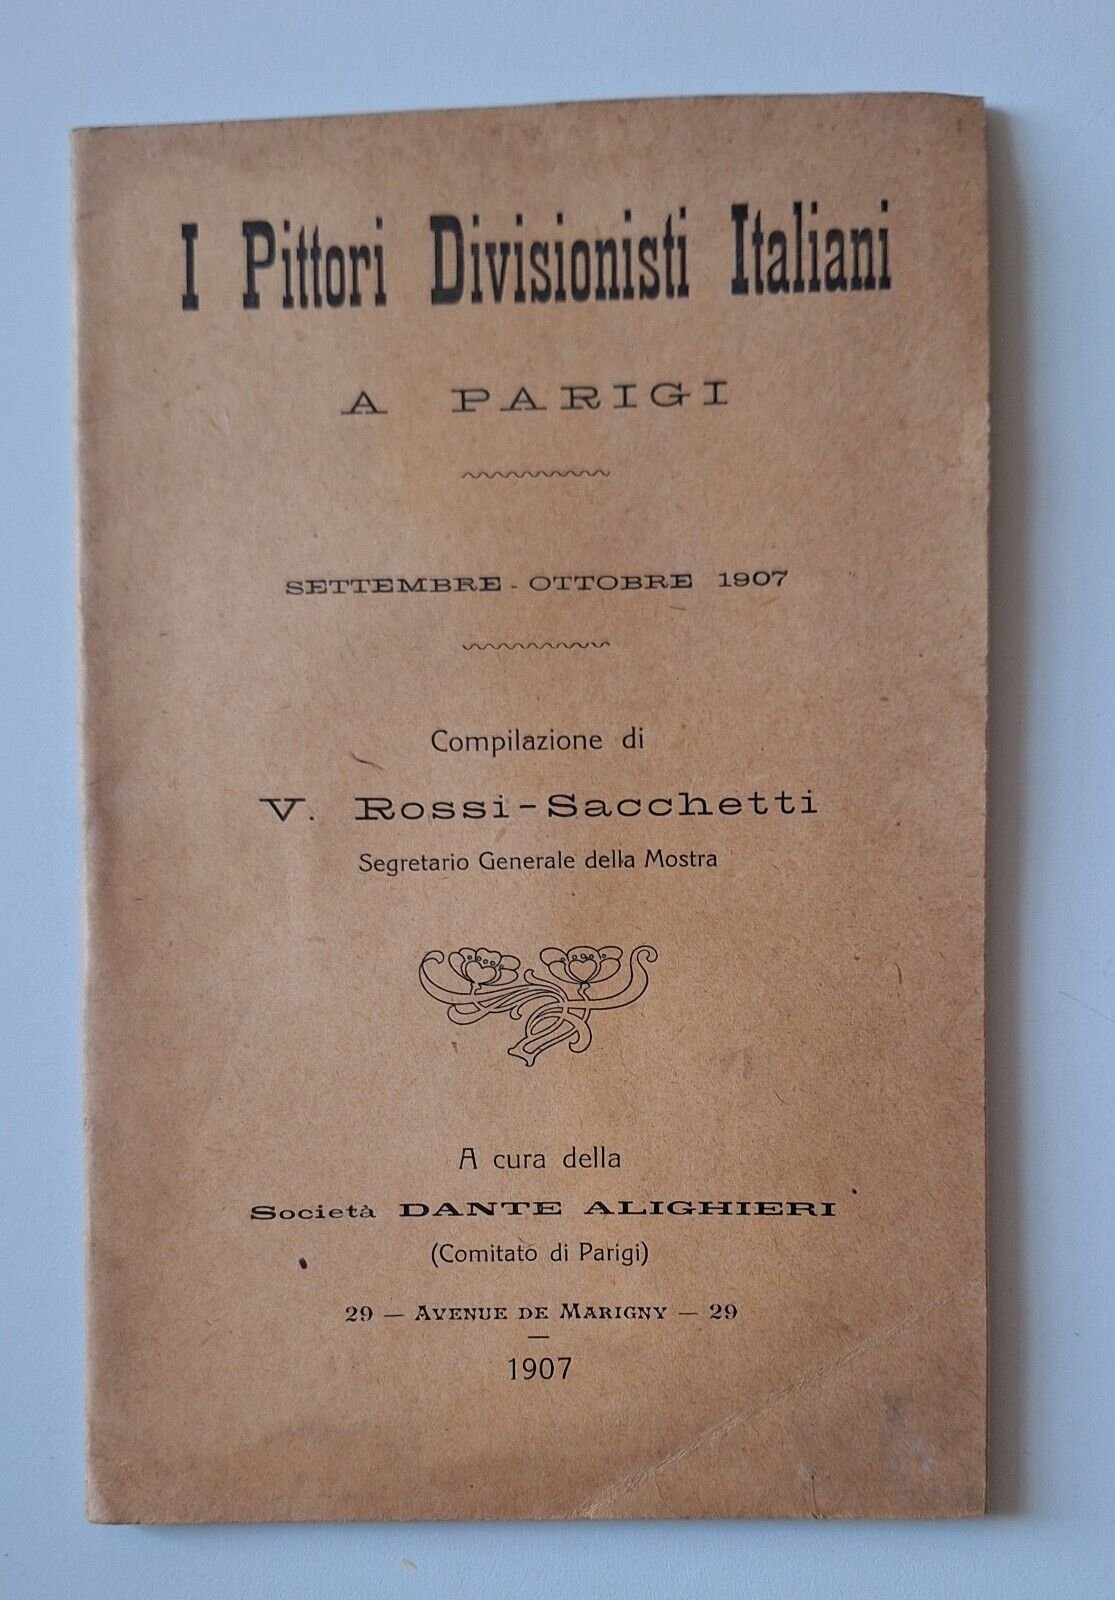 I Pittori Divisionisti Italiani
A PARIGI
SETTEMBRE - OTTOBRE 1907
Compilazione di
V. Rossi-Sacchetti
Segretario Generale della Mostra
A cura della
Società DANTE ALIGHIERI
(Comitato di Parigi)
29 — AVENUE DE MARIGNY — 29
1907